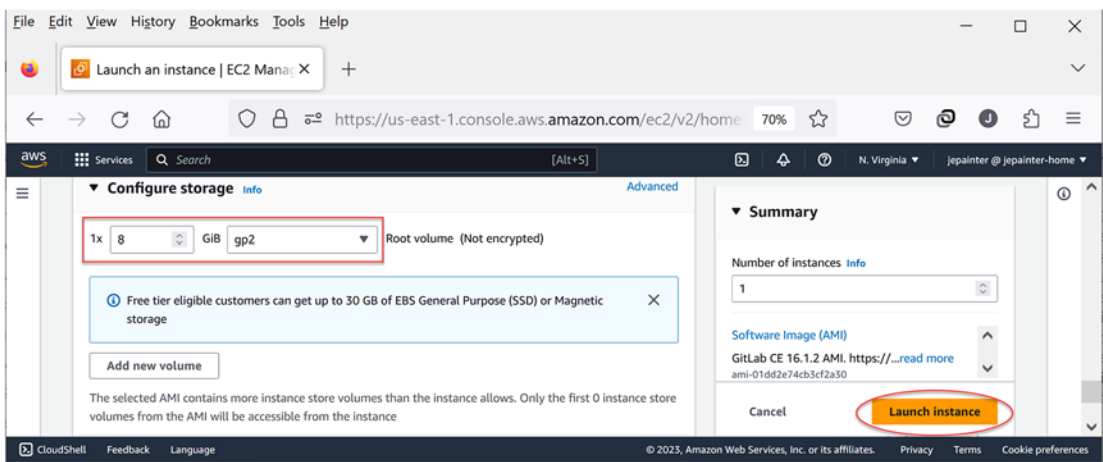 File Edit View History Bookmarks Tools Help
Launch an instance | EC2 Manag
https://us-east-1.console.aws.amazon.com/ec2/v2/home 70%
aws Services Search [Alt+S] N. Virginia jepainter @ jepainter-home
Configure storage Info Advanced
1x 8 GiB gp2 Root volume (Not encrypted)
Free tier eligible customers can get up to 30 GB of EBS General Purpose (SSD) or Magnetic
storage
Add new volume
The selected AMI contains more instance store volumes than the instance allows. Only the first 0 instance store
volumes from the AMI will be accessible from the instance
Summary
Number of instances Info
1
Software Image (AMI)
GitLab CE 16.1.2 AMI. https://...read more
ami-01dd2e74cb3cf2a30
Cancel Launch instance
CloudShell Feedback Language © 2023, Amazon Web Services, Inc. or its affiliates. Privacy Terms Cookie preferences